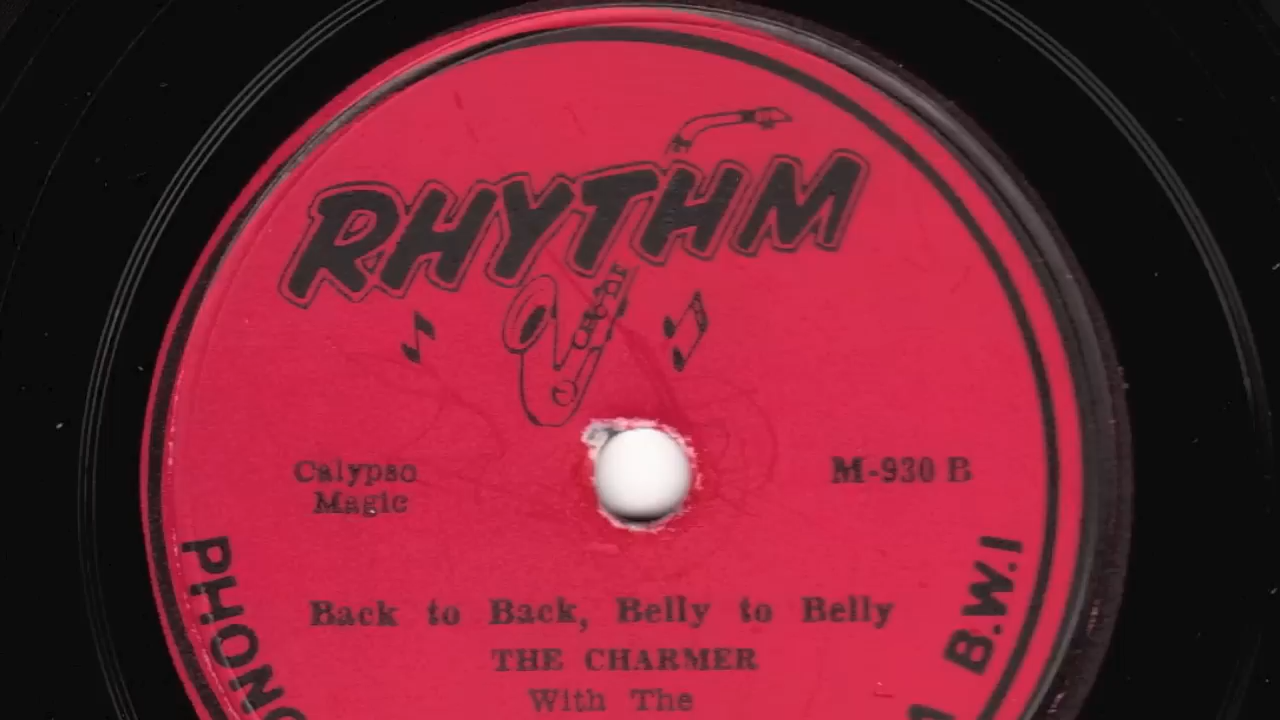 RHYTHM
Calypso
Magic
M-930 B
Back to Back, Belly to Belly
THE CHARMER
With The
PHONO
B.W.I